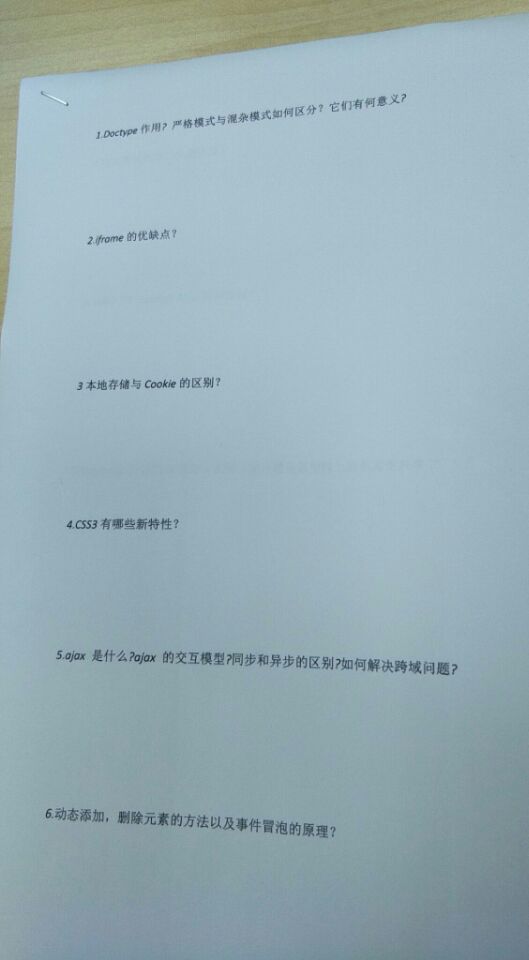 1.Doctype 作用？严格模式与混杂模式如何区分？它们有何意义？
2.iframe 的优缺点？
3 本地存储与 Cookie 的区别？
4.CSS3 有哪些新特性？
5.ajax 是什么?ajax 的交互模型?同步和异步的区别?如何解决跨域问题?
6.动态添加，删除元素的方法以及事件冒泡的原理？